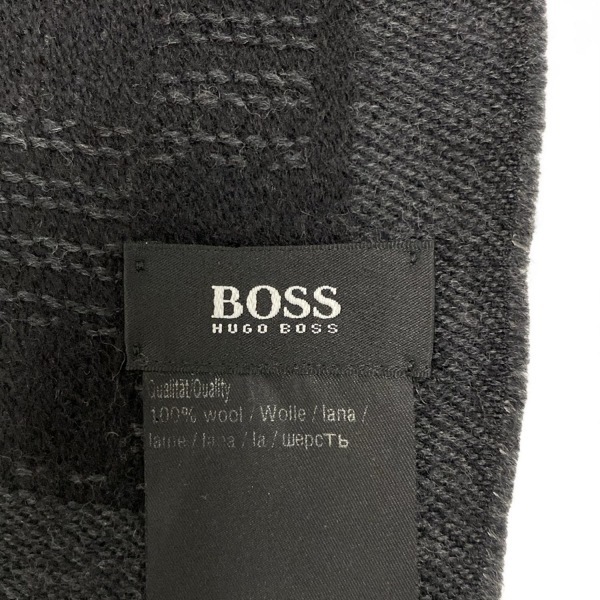 BOSS
HUGO BOSS
Qualität/Quality
100% wool / Wolle / lana /
laine / lana / la / шерсть